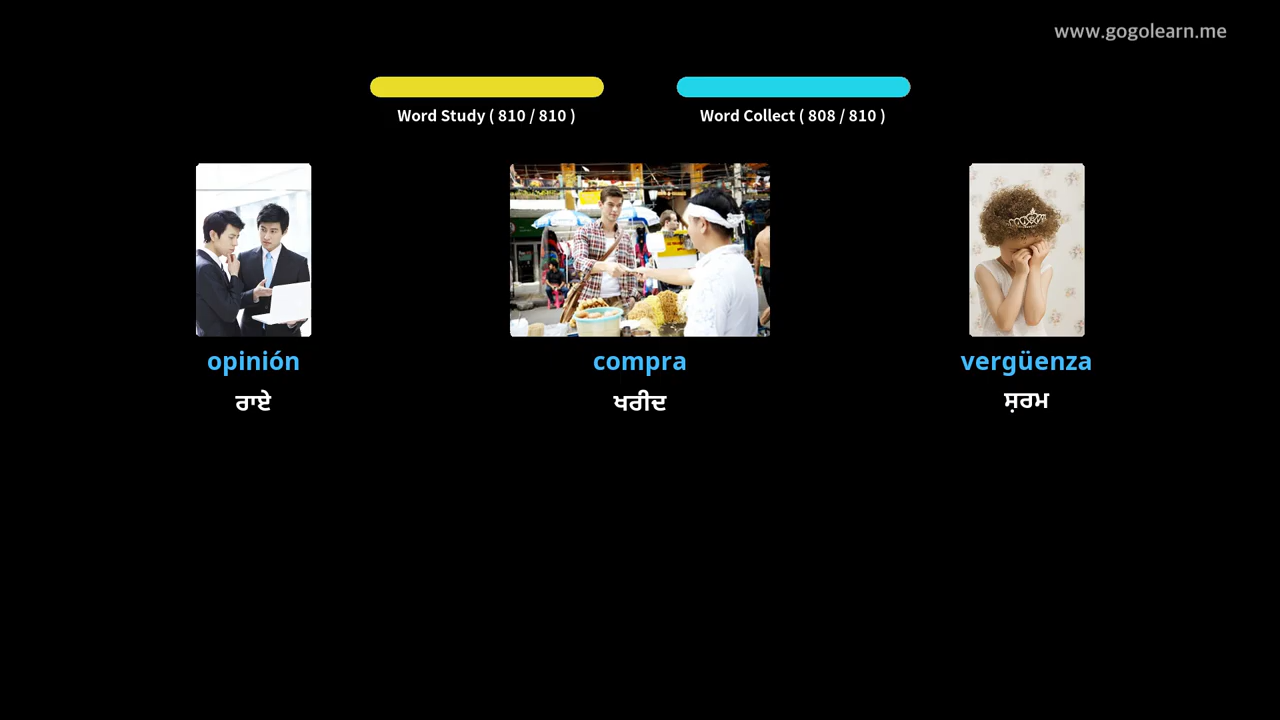 www.gogolearn.me
Word Study ( 810 / 810 )
Word Collect ( 808 / 810 )
opinión
compra
vergüenza
ਰਾਏ
ਖਰੀਦ
ਸ਼ਰਮ